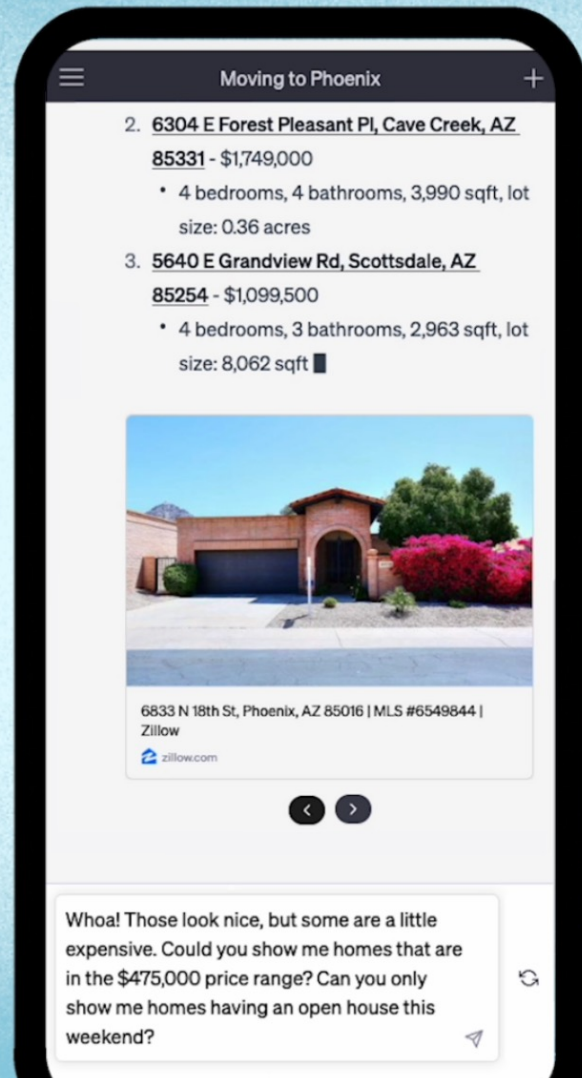 Moving to Phoenix
2. 6304 E Forest Pleasant Pl, Cave Creek, AZ
85331 - $1,749,000
• 4 bedrooms, 4 bathrooms, 3,990 sqft, lot
size: 0.36 acres
3. 5640 E Grandview Rd, Scottsdale, AZ
85254 - $1,099,500
• 4 bedrooms, 3 bathrooms, 2,963 sqft, lot
size: 8,062 sqft
6833 N 18th St, Phoenix, AZ 85016 | MLS #6549844 |
Zillow
zillow.com
Whoa! Those look nice, but some are a little
expensive. Could you show me homes that are
in the $475,000 price range? Can you only
show me homes having an open house this
weekend?